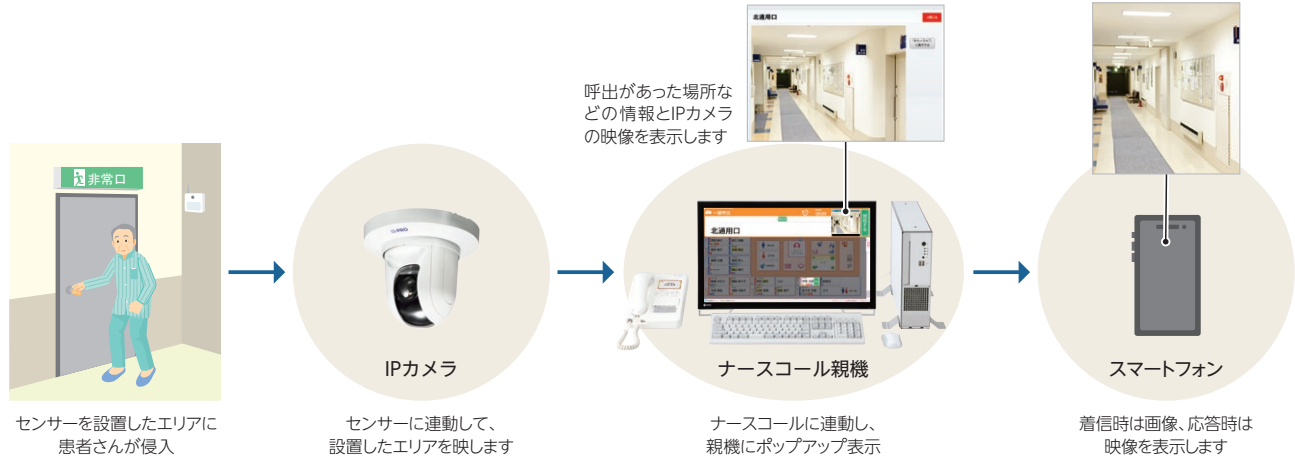 北通用口
呼出があった場所な
どの情報とIPカメラ
の映像を表示します
非常口
i-PRO
北通用口
IPカメラ
ナースコール親機
スマートフォン
センサーを設置したエリアに
患者さんが侵入
センサーに連動して、
設置したエリアを映します
ナースコールに連動し、
親機にポップアップ表示
着信時は画像、応答時は
映像を表示します